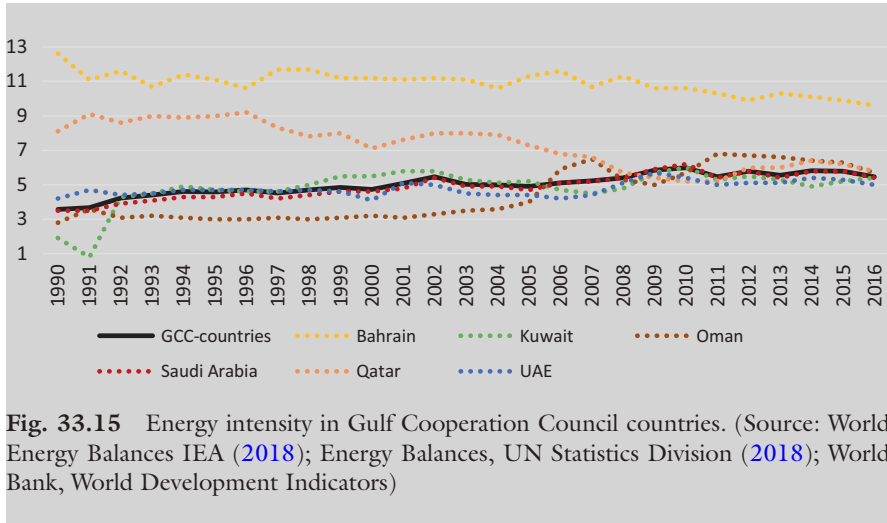 13
11
9
7
5
3
1
1990 1991 1992 1993 1994 1995 1996 1997 1998 1999 2000 2001 2002 2003 2004 2005 2006 2007 2008 2009 2010 2011 2012 2013 2014 2015 2016
GCC-countries Bahrain Kuwait Oman
Saudi Arabia Qatar UAE
Fig. 33.15 Energy intensity in Gulf Cooperation Council countries. (Source: World
Energy Balances IEA (2018); Energy Balances, UN Statistics Division (2018); World
Bank, World Development Indicators)